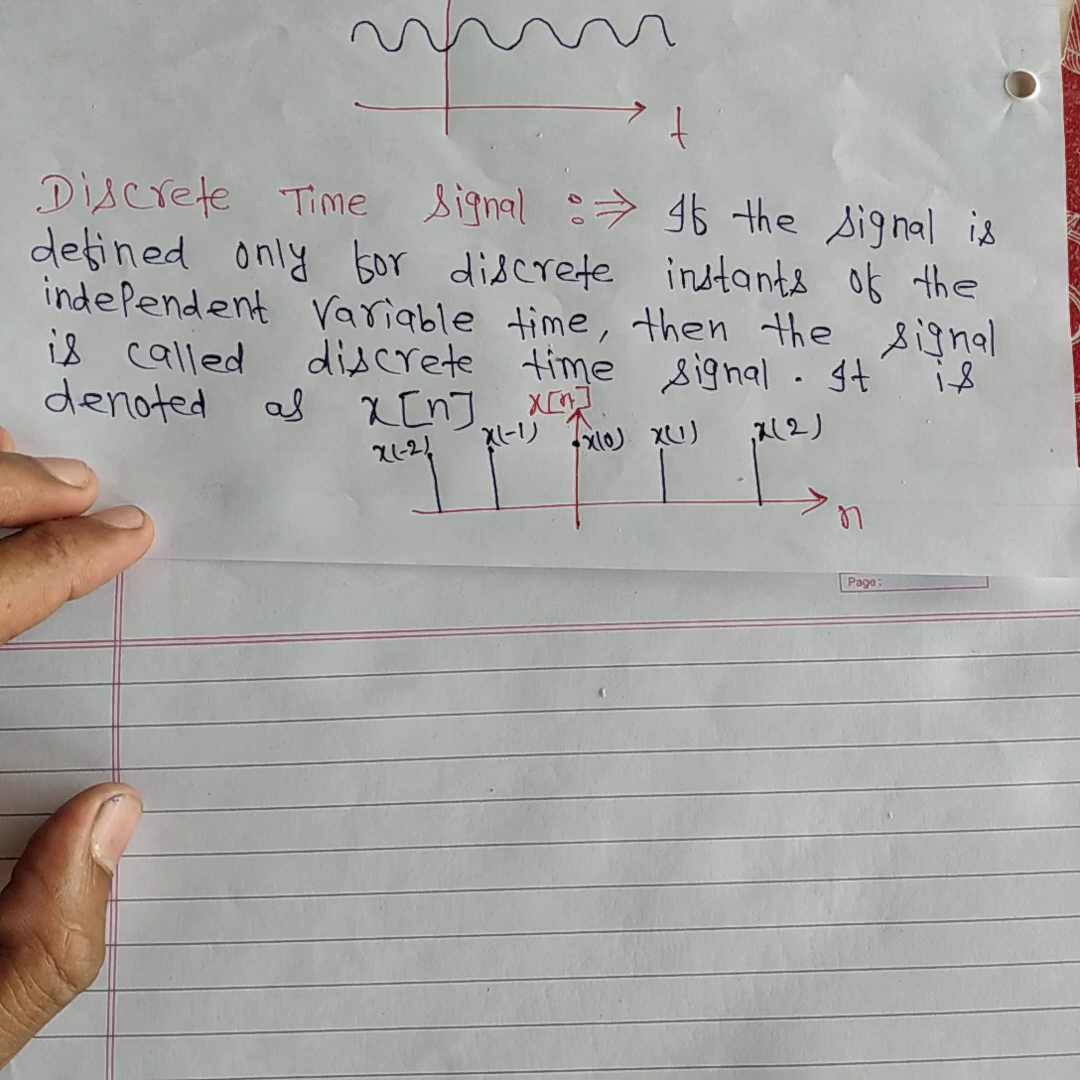 t
Discrete Time Signal :⇒ If the signal is
defined only for discrete instants of the
independent variable time, then the signal
is called discrete time signal. It is
denoted as x[n]
x[n]
x(-2) x(-1) x(0) x(1) x(2)
n
Page: